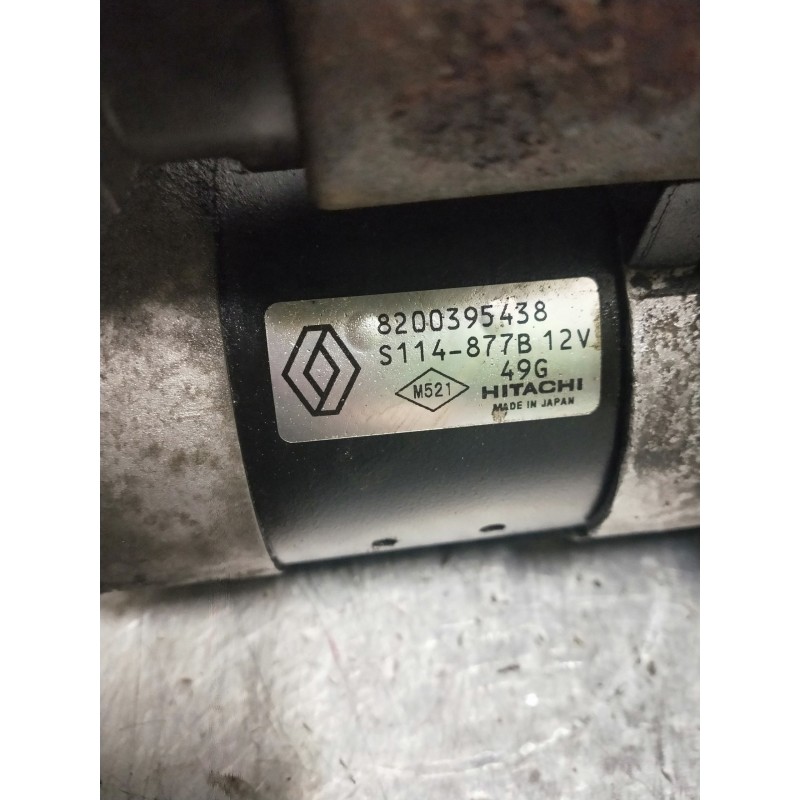 8200395438
S114-877B 12V
49G
M521 HITACHI
MADE IN JAPAN